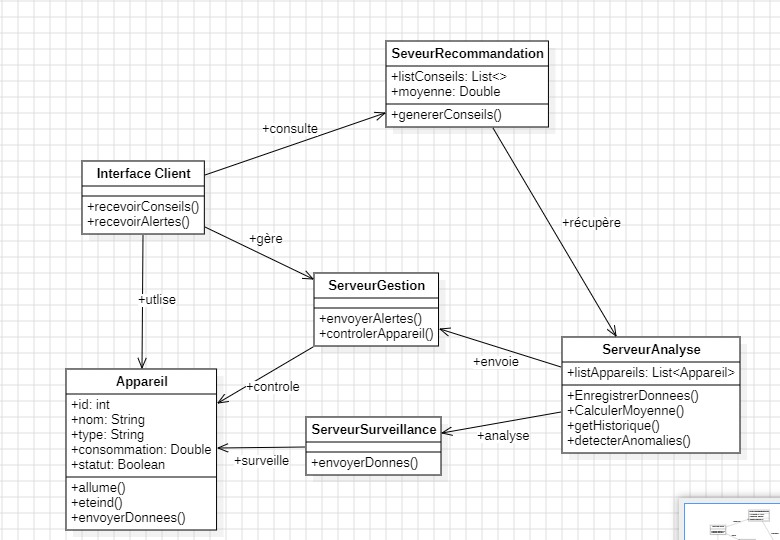 SeveurRecommandation
+listConseils: List<>
+moyenne: Double
+genererConseils()
+consulte
Interface Client
+recevoirConseils()
+recevoirAlertes()
+récupère
+gère
ServeurGestion
+envoyerAlertes()
+controlerAppareil()
+utlise
ServeurAnalyse
+listAppareils: List<Appareil>
+EnregistrerDonnees()
+CalculerMoyenne()
+getHistorique()
+detecterAnomalies()
+envoie
+controle
Appareil
+id: int
+nom: String
+type: String
+consommation: Double
+statut: Boolean
+allume()
+eteind()
+envoyerDonnees()
ServeurSurveillance
+envoyerDonnes()
+analyse
+surveille